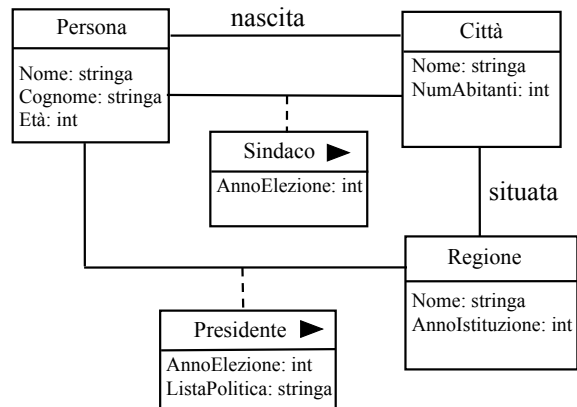 Persona
Nome: stringa
Cognome: stringa
Età: int
nascita
Città
Nome: stringa
NumAbitanti: int
Sindaco
AnnoElezione: int
situata
Regione
Nome: stringa
AnnoIstituzione: int
Presidente
AnnoElezione: int
ListaPolitica: stringa